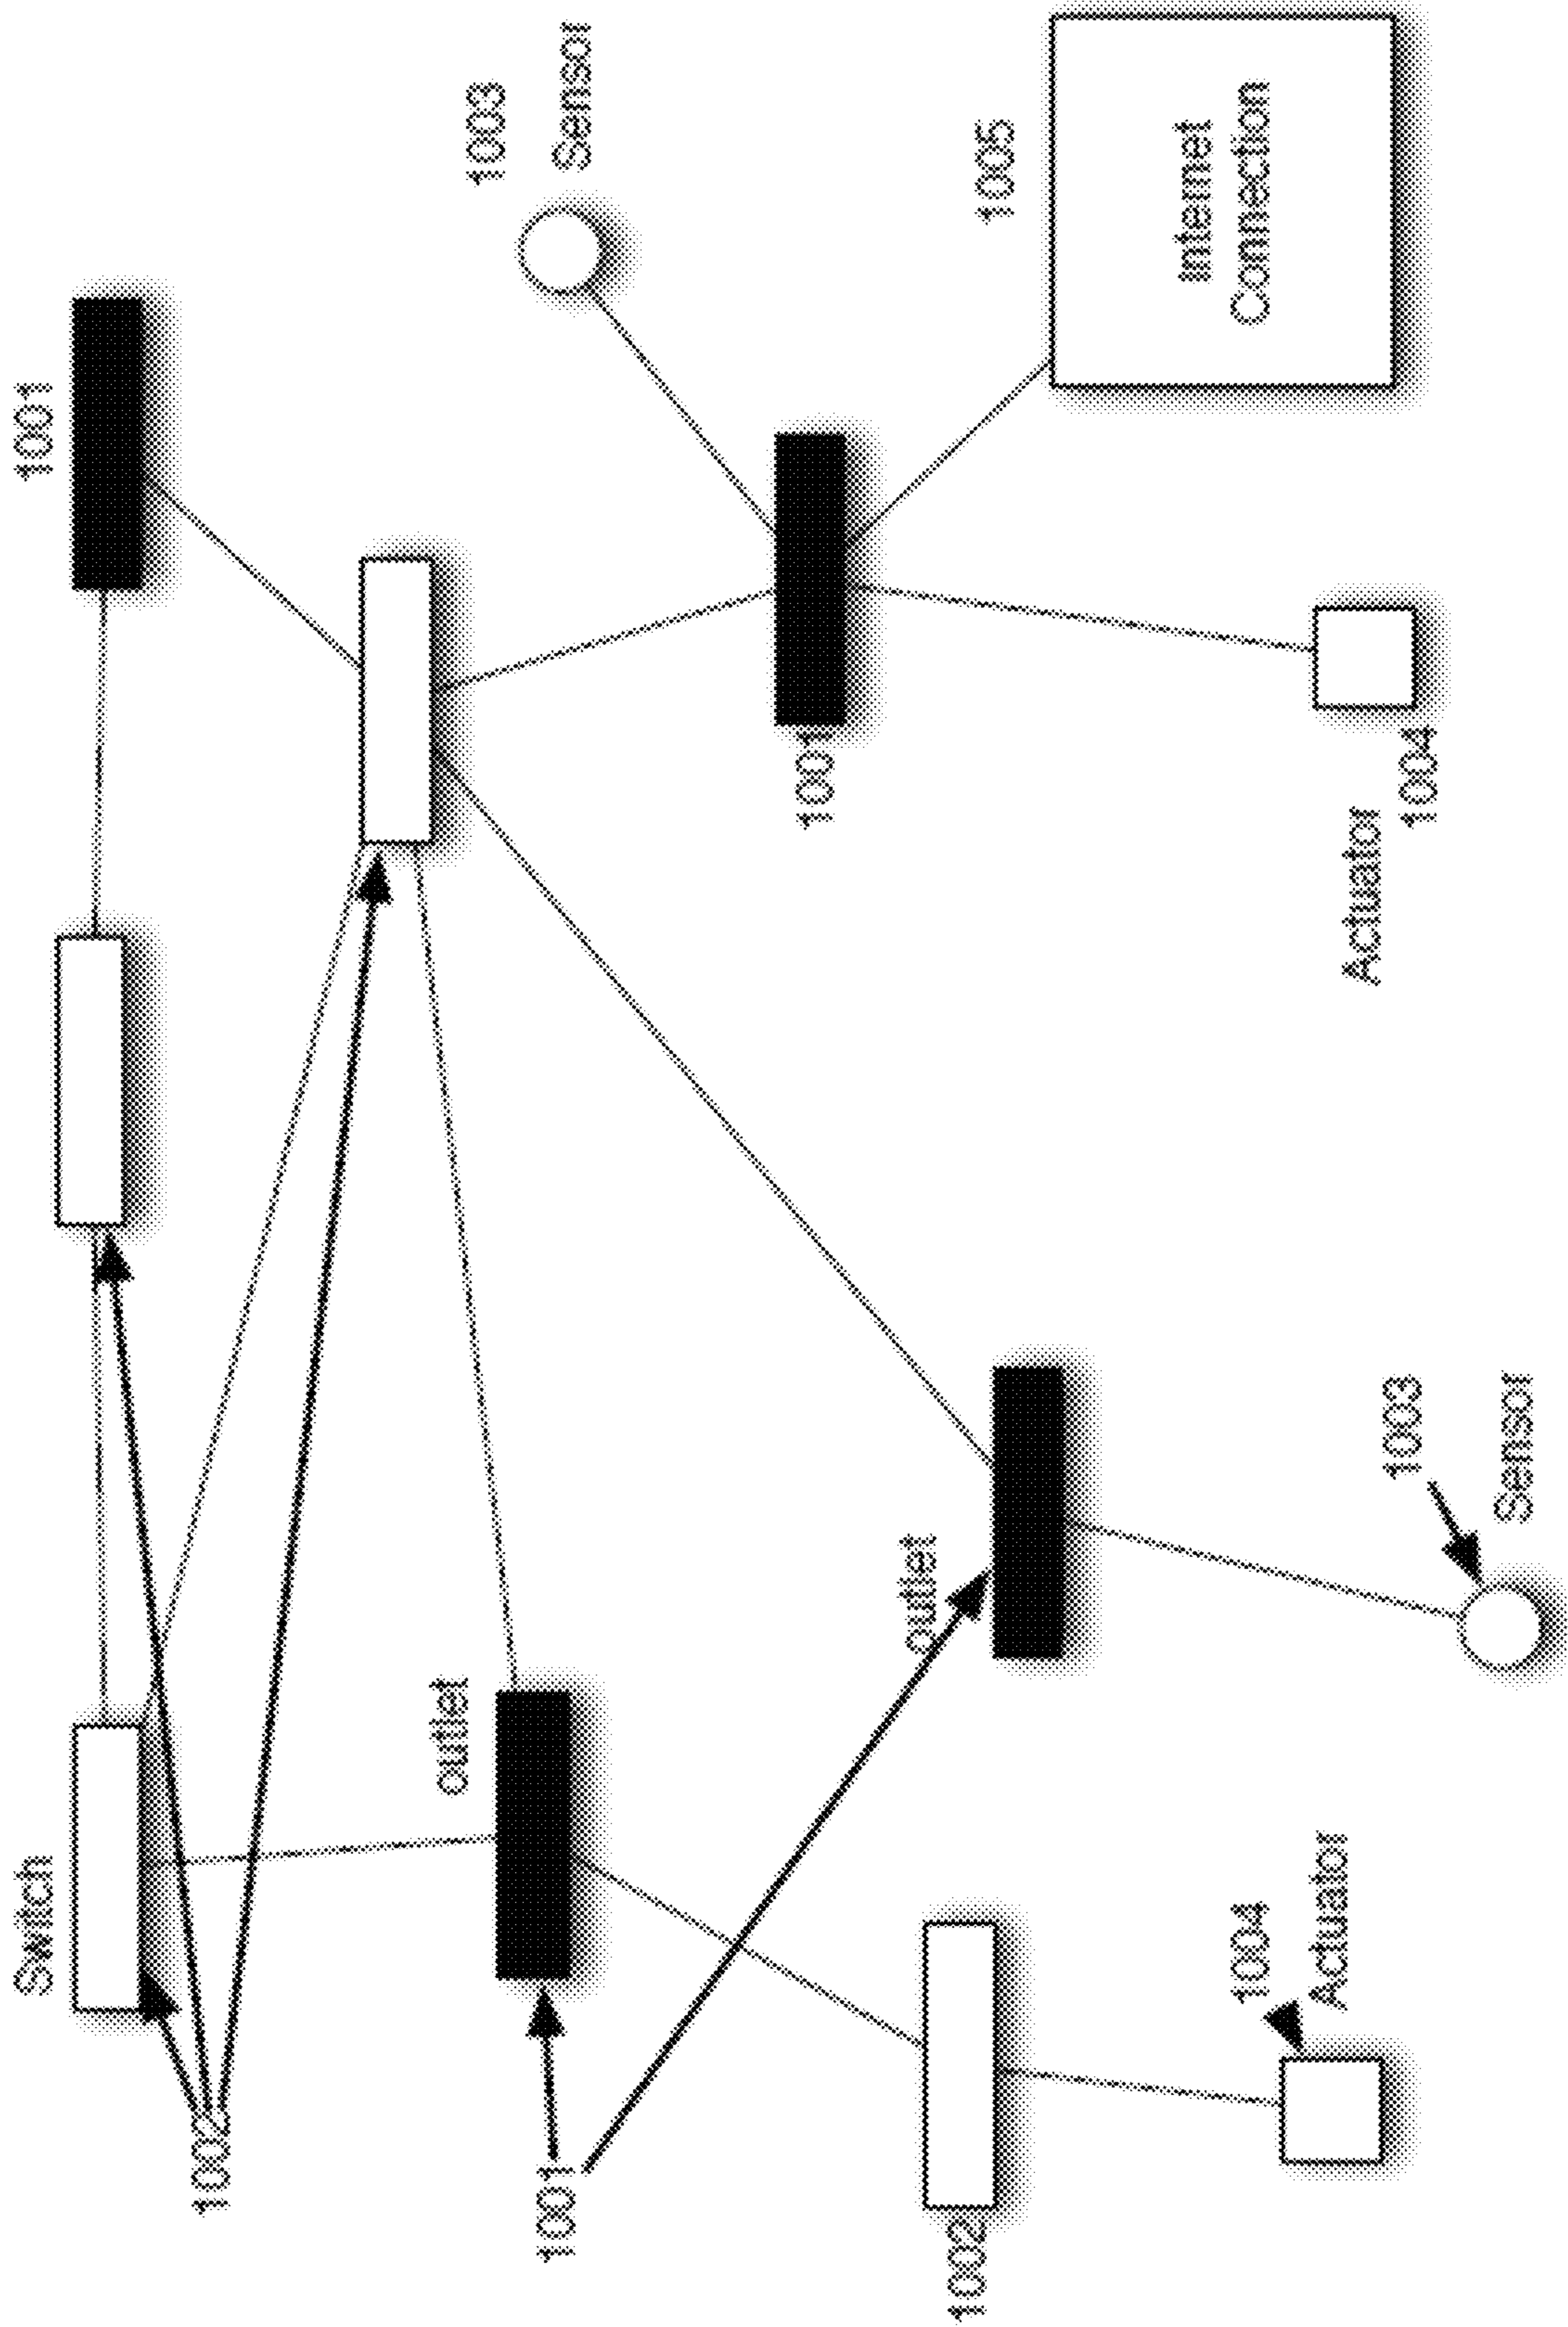 Switch
1002
1001
1001
outlet
1002
outlet
1004
Actuator
1003
Sensor
1001
Actuator
1004
1003
Sensor
1005
Internet
Connection